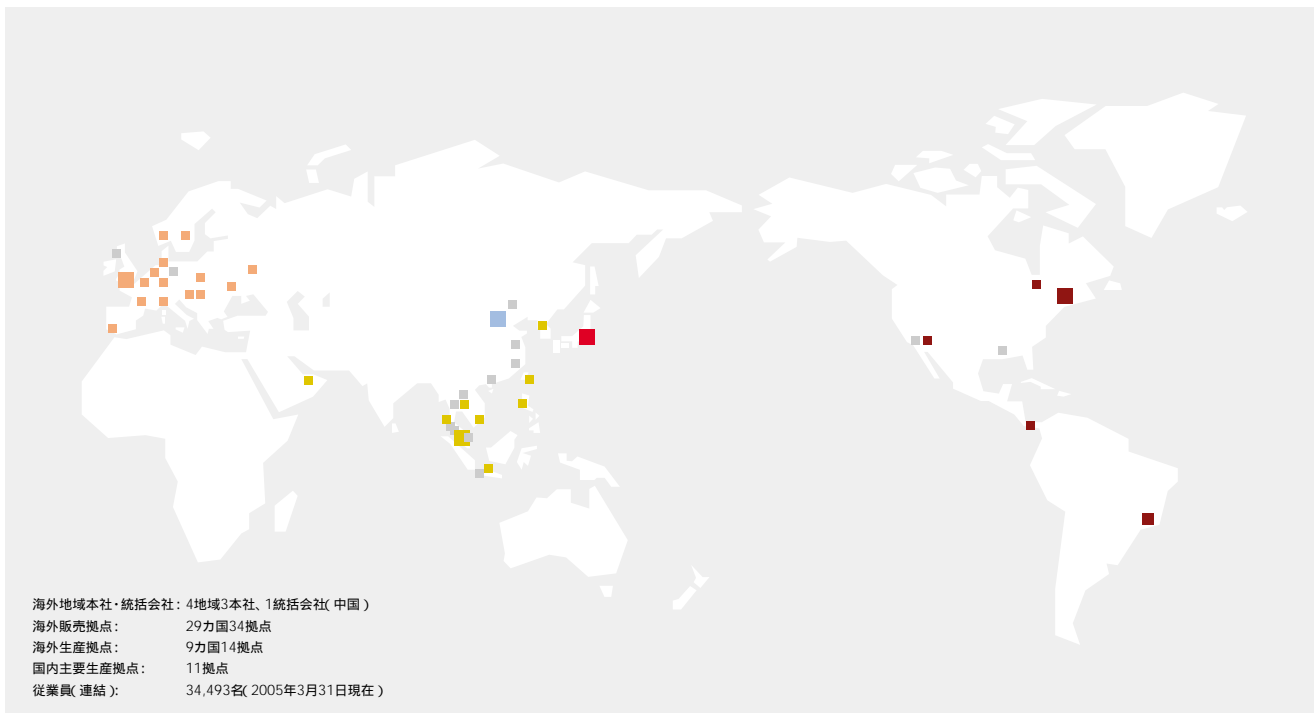 海外地域本社・統括会社： 4地域3本社、1統括会社（中国）
海外販売拠点： 29カ国34拠点
海外生産拠点： 9カ国14拠点
国内主要生産拠点： 11拠点
従業員（連結）： 34,493名（2005年3月31日現在）